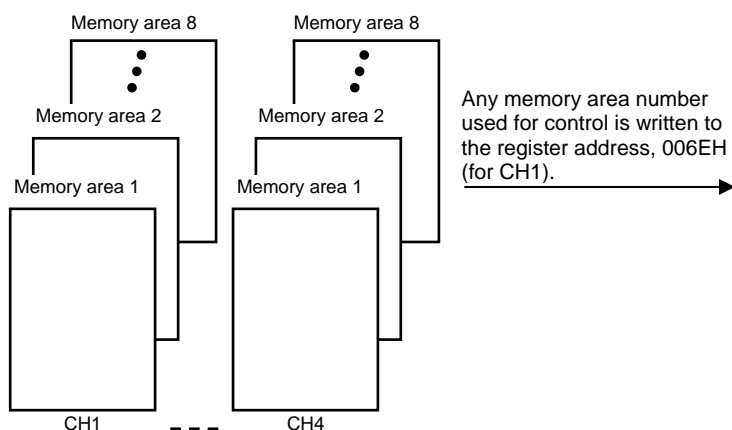 Memory area 8
Memory area 2
Memory area 1
CH1
Memory area 8
Memory area 2
Memory area 1
CH4
Any memory area number
used for control is written to
the register address, 006EH
(for CH1).